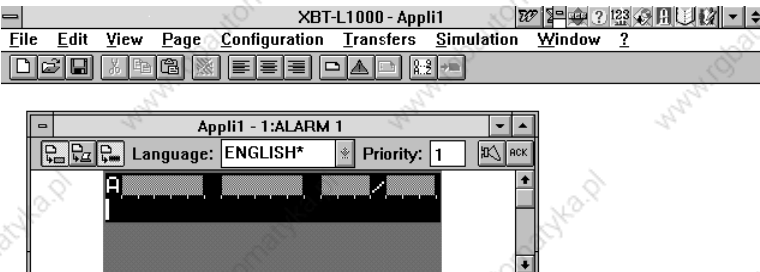 XBT-L1000 - Appli1
File Edit View Page Configuration Transfers Simulation Window ?
Appli1 - 1:ALARM 1
Language: ENGLISH* Priority: 1 ACK
A /